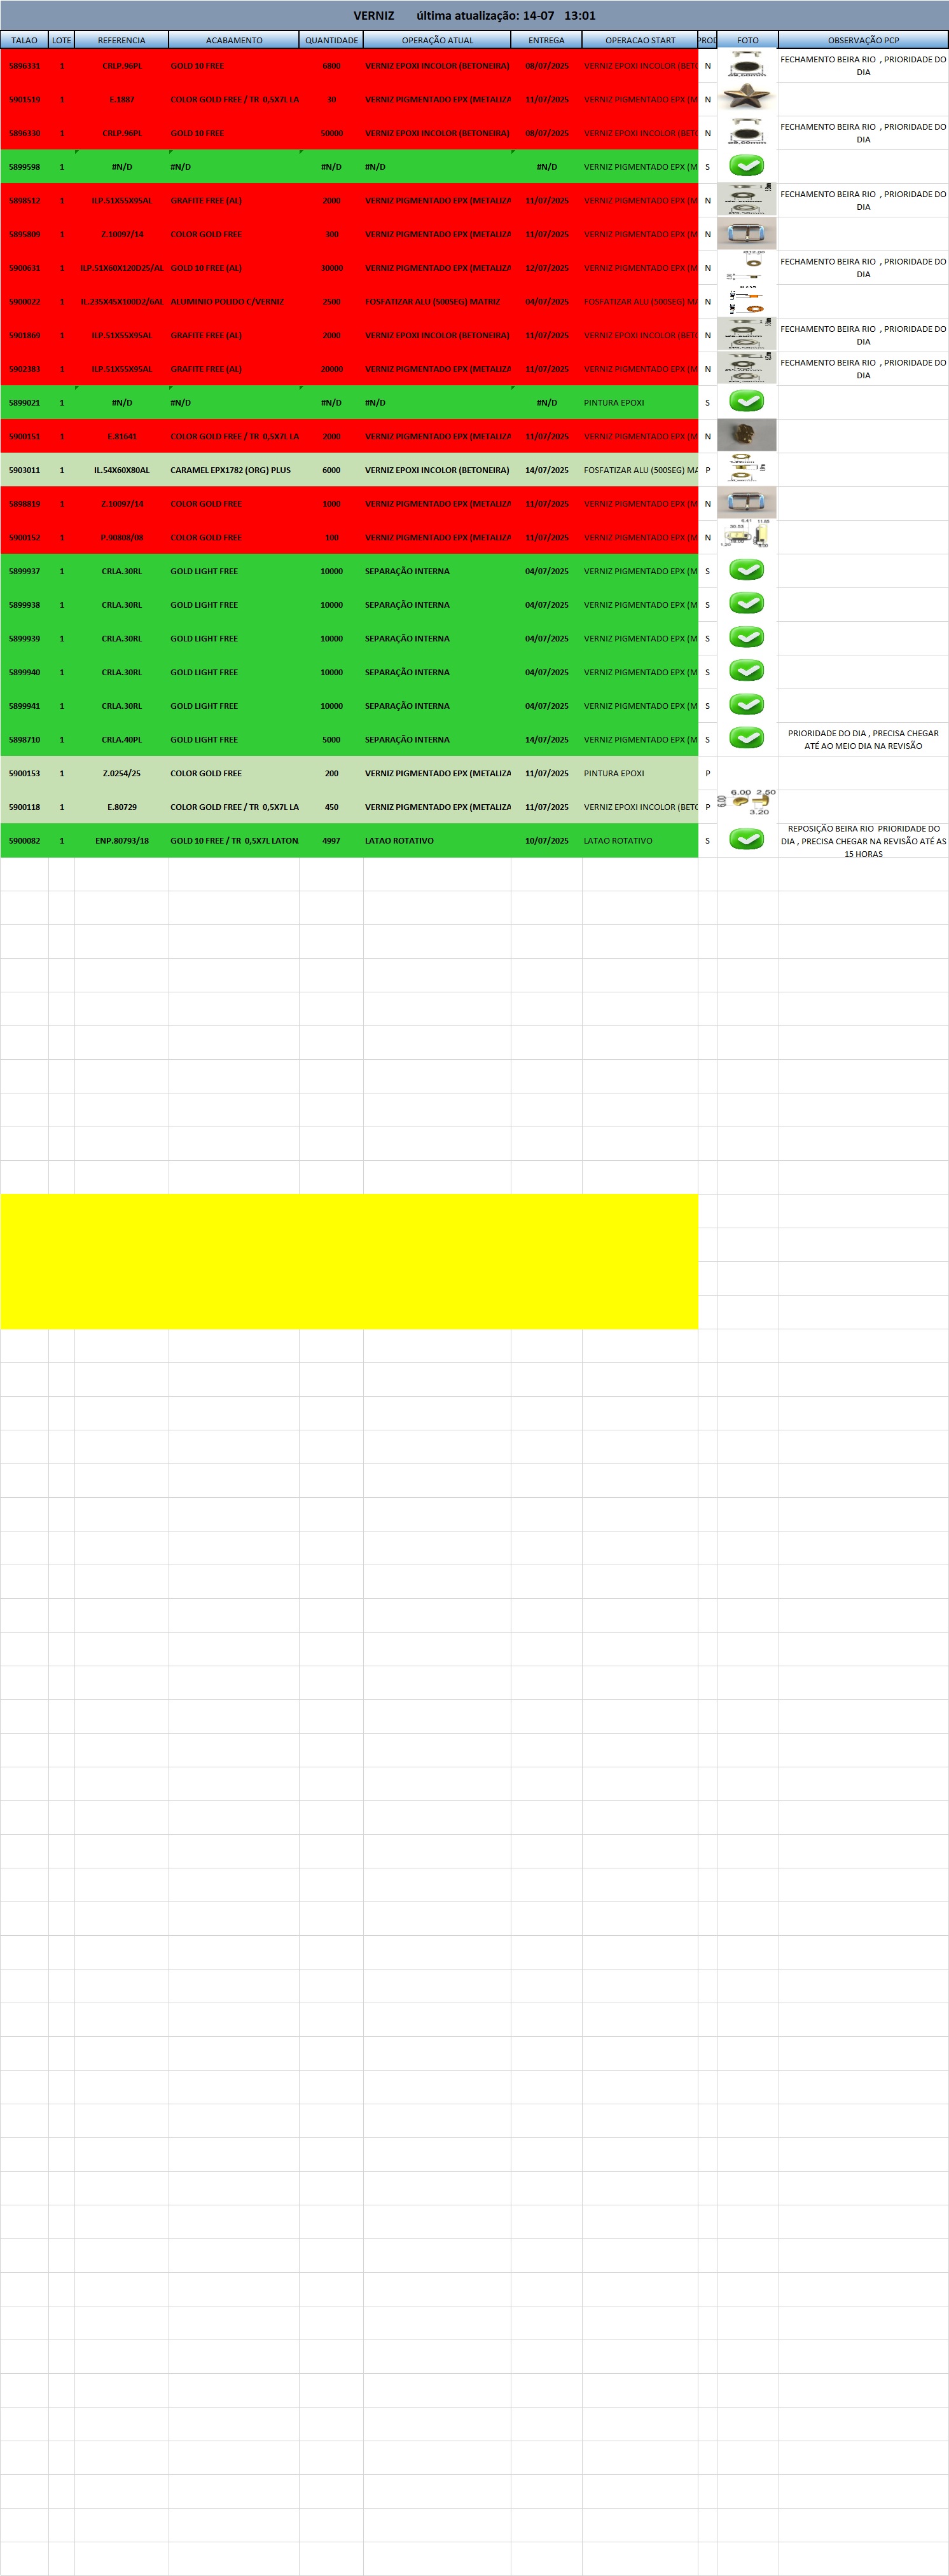 VERNIZ última atualização: 14-07 13:01
TALAO LOTE REFERENCIA ACABAMENTO QUANTIDADE OPERAÇÃO ATUAL ENTREGA OPERACAO START PROD FOTO OBSERVAÇÃO PCP
5896331 1 CRLP.96PL GOLD 10 FREE 6800 VERNIZ EPOXI INCOLOR (BETONEIRA) 08/07/2025 VERNIZ EPOXI INCOLOR (BETO N FECHAMENTO BEIRA RIO , PRIORIDADE DO
DIA
5901519 1 E.1887 COLOR GOLD FREE / TR 0,5X7L LA 30 VERNIZ PIGMENTADO EPX (METALIZA 11/07/2025 VERNIZ PIGMENTADO EPX (M N
5896330 1 CRLP.96PL GOLD 10 FREE 50000 VERNIZ EPOXI INCOLOR (BETONEIRA) 08/07/2025 VERNIZ EPOXI INCOLOR (BETO N FECHAMENTO BEIRA RIO , PRIORIDADE DO
DIA
5899598 1 #N/D #N/D #N/D #N/D #N/D VERNIZ PIGMENTADO EPX (M S
5898512 1 ILP.51X55X95AL GRAFITE FREE (AL) 2000 VERNIZ PIGMENTADO EPX (METALIZA 11/07/2025 VERNIZ PIGMENTADO EPX (M N FECHAMENTO BEIRA RIO , PRIORIDADE DO
DIA
5895809 1 Z.10097/14 COLOR GOLD FREE 300 VERNIZ PIGMENTADO EPX (METALIZA 11/07/2025 VERNIZ PIGMENTADO EPX (M N
5900631 1 ILP.51X60X120D25/AL GOLD 10 FREE (AL) 30000 VERNIZ PIGMENTADO EPX (METALIZA 12/07/2025 VERNIZ PIGMENTADO EPX (M N FECHAMENTO BEIRA RIO , PRIORIDADE DO
DIA
5900022 1 IL.235X45X100D2/6AL ALUMINIO POLIDO C/VERNIZ 2500 FOSFATIZAR ALU (500SEG) MATRIZ 04/07/2025 FOSFATIZAR ALU (500SEG) MA N
5901869 1 ILP.51X55X95AL GRAFITE FREE (AL) 2000 VERNIZ PIGMENTADO EPX (METALIZA 11/07/2025 VERNIZ EPOXI INCOLOR (BETO N FECHAMENTO BEIRA RIO , PRIORIDADE DO
DIA
5902383 1 ILP.51X55X95AL GRAFITE FREE (AL) 20000 VERNIZ PIGMENTADO EPX (METALIZA 11/07/2025 VERNIZ PIGMENTADO EPX (M N FECHAMENTO BEIRA RIO , PRIORIDADE DO
DIA
5899021 1 #N/D #N/D #N/D #N/D #N/D PINTURA EPOXI S
5900151 1 E.81641 COLOR GOLD FREE / TR 0,5X7L LA 2000 VERNIZ PIGMENTADO EPX (METALIZA 11/07/2025 VERNIZ PIGMENTADO EPX (M N
5903011 1 IL.54X60X80AL CARAMEL EPX1782 (ORG) PLUS 6000 VERNIZ EPOXI INCOLOR (BETONEIRA) 14/07/2025 FOSFATIZAR ALU (500SEG) MA P
5898819 1 Z.10097/14 COLOR GOLD FREE 1000 VERNIZ PIGMENTADO EPX (METALIZA 11/07/2025 VERNIZ PIGMENTADO EPX (M N
5900152 1 P.90808/08 COLOR GOLD FREE 100 VERNIZ PIGMENTADO EPX (METALIZA 11/07/2025 VERNIZ PIGMENTADO EPX (M N
5899937 1 CRLA.30RL GOLD LIGHT FREE 10000 SEPARAÇÃO INTERNA 04/07/2025 VERNIZ PIGMENTADO EPX (M S
5899938 1 CRLA.30RL GOLD LIGHT FREE 10000 SEPARAÇÃO INTERNA 04/07/2025 VERNIZ PIGMENTADO EPX (M S
5899939 1 CRLA.30RL GOLD LIGHT FREE 10000 SEPARAÇÃO INTERNA 04/07/2025 VERNIZ PIGMENTADO EPX (M S
5899940 1 CRLA.30RL GOLD LIGHT FREE 10000 SEPARAÇÃO INTERNA 04/07/2025 VERNIZ PIGMENTADO EPX (M S
5899941 1 CRLA.30RL GOLD LIGHT FREE 10000 SEPARAÇÃO INTERNA 04/07/2025 VERNIZ PIGMENTADO EPX (M S
5898710 1 CRLA.40PL GOLD LIGHT FREE 5000 SEPARAÇÃO INTERNA 14/07/2025 VERNIZ PIGMENTADO EPX (M S PRIORIDADE DO DIA , PRECISA CHEGAR
ATÉ AO MEIO DIA NA REVISÃO
5900153 1 Z.0254/25 COLOR GOLD FREE 200 VERNIZ PIGMENTADO EPX (METALIZA 11/07/2025 PINTURA EPOXI P
5900118 1 E.80729 COLOR GOLD FREE / TR 0,5X7L LA 450 VERNIZ PIGMENTADO EPX (METALIZA 11/07/2025 VERNIZ EPOXI INCOLOR (BETO P 6.00 6.00 2.50
3.20
5900082 1 ENP.80793/18 GOLD 10 FREE / TR 0,5X7L LATON 4997 LATAO ROTATIVO 10/07/2025 LATAO ROTATIVO S REPOSIÇÃO BEIRA RIO PRIORIDADE DO
DIA , PRECISA CHEGAR NA REVISÃO ATÉ AS
15 HORAS